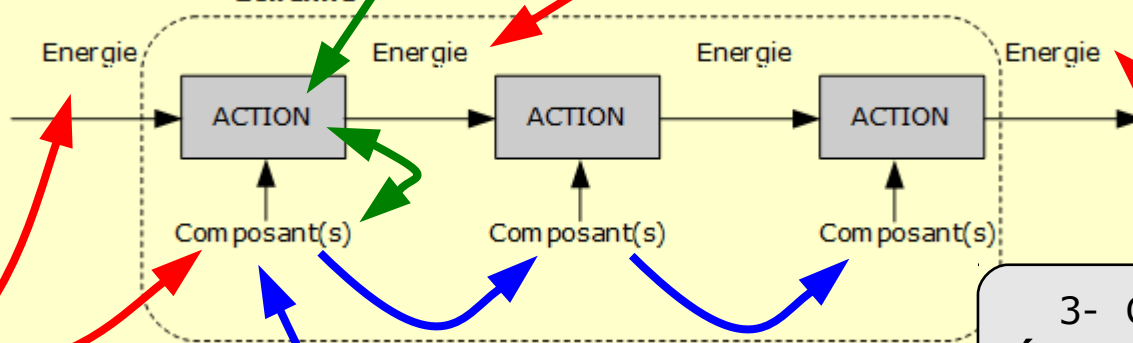 Energie Energie Energie Energie
ACTION ACTION ACTION
Composant(s) Composant(s) Composant(s)
3-